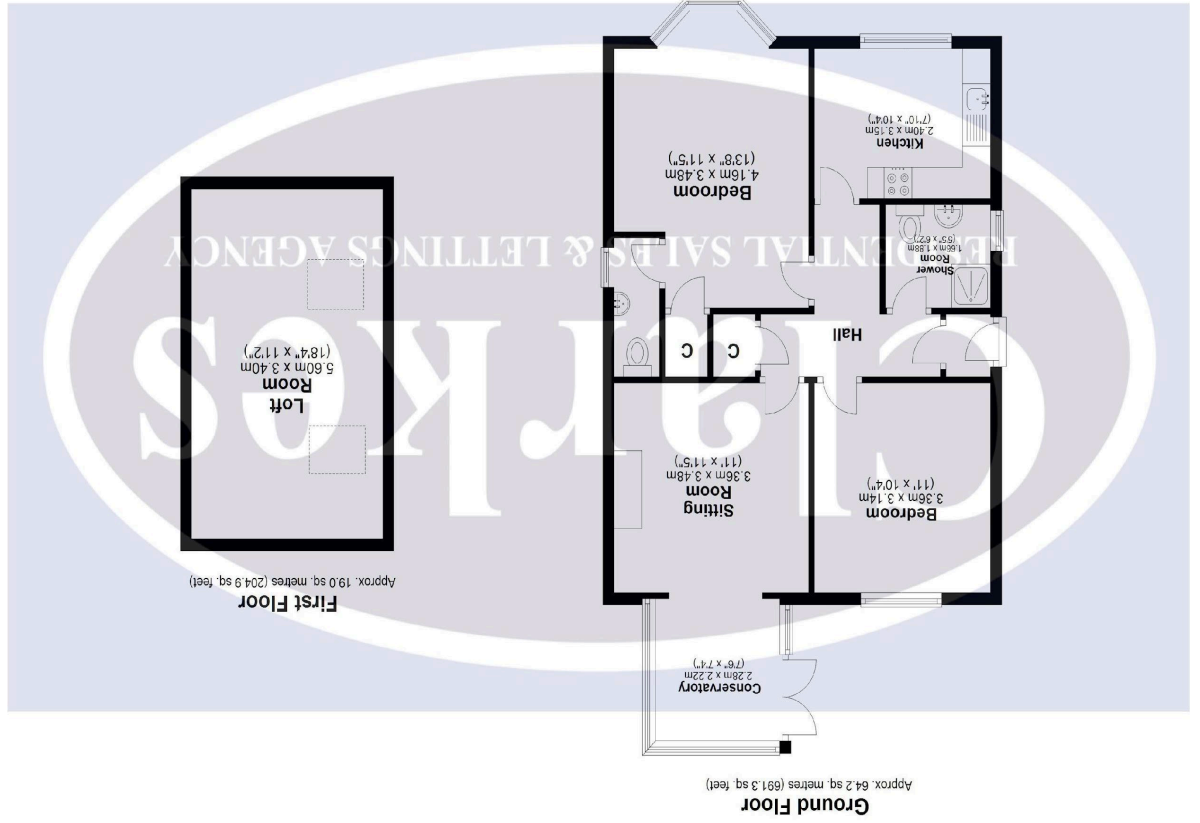 Ground Floor
Approx. 64.2 sq. metres (691.3 sq. feet)
Conservatory
2.28m x 2.22m
(7'6" x 7'4")
Bedroom
3.36m x 3.14m
(11' x 10'4")
Sitting
Room
3.36m x 3.48m
(11' x 11'5")
Hall
C
C
Shower
Room
1.66m x 1.88m
(5'5" x 6'2")
Kitchen
2.40m x 3.15m
(7'10" x 10'4")
Bedroom
4.16m x 3.48m
(13'8" x 11'5")
First Floor
Approx. 19.0 sq. metres (204.9 sq. feet)
Loft
Room
5.60m x 3.40m
(18'4" x 11'2")
Clarkes
RESIDENTIAL SALES & LETTINGS AGENCY